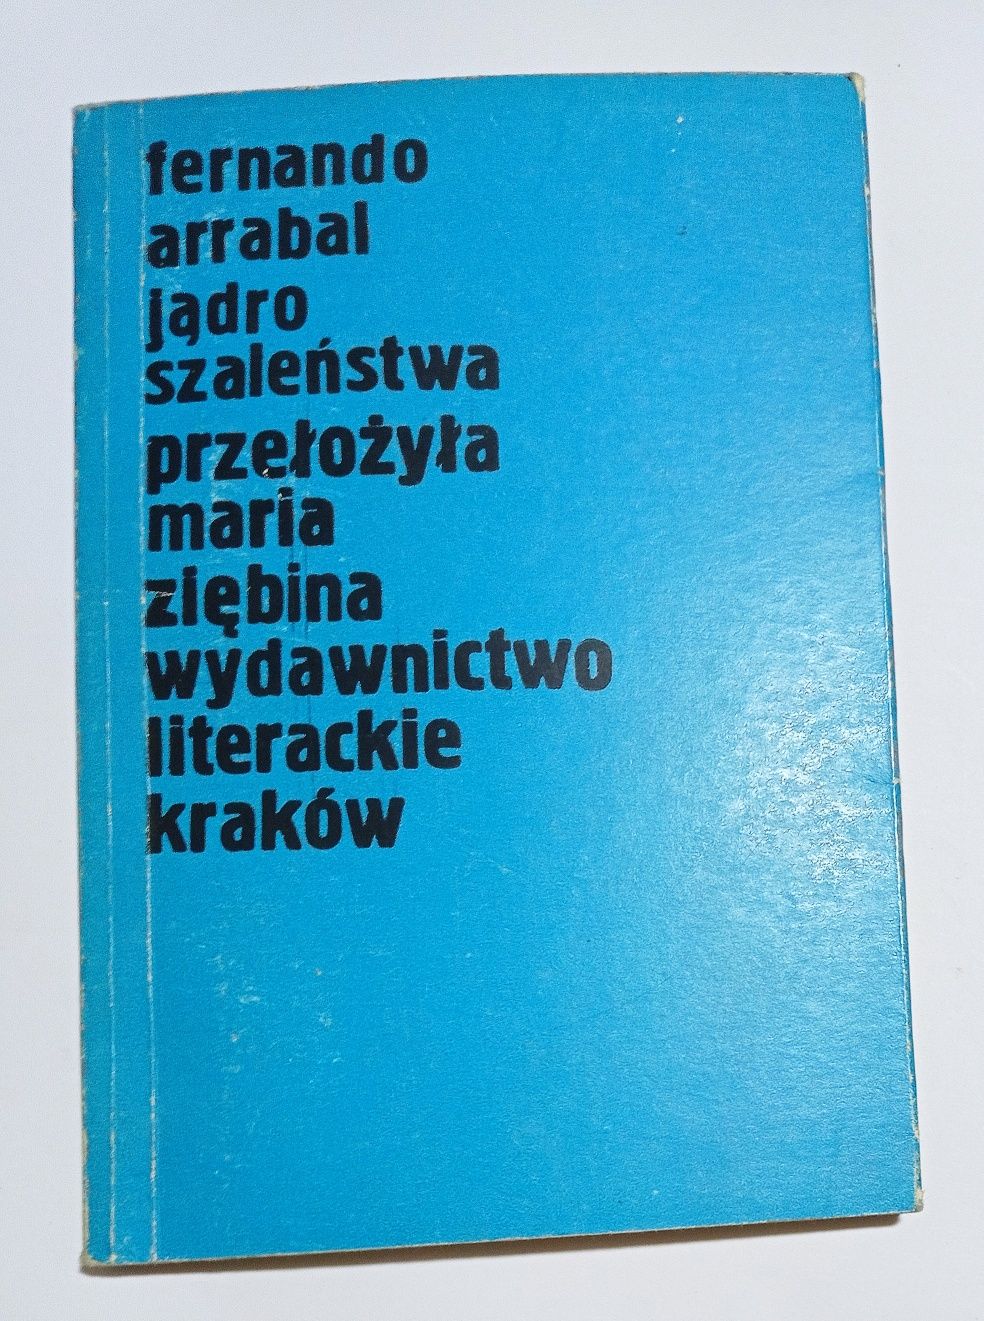 fernando
arrabal
jądro
szaleństwa
przełożyła
maria
ziębina
wydawnictwo
literackie
kraków